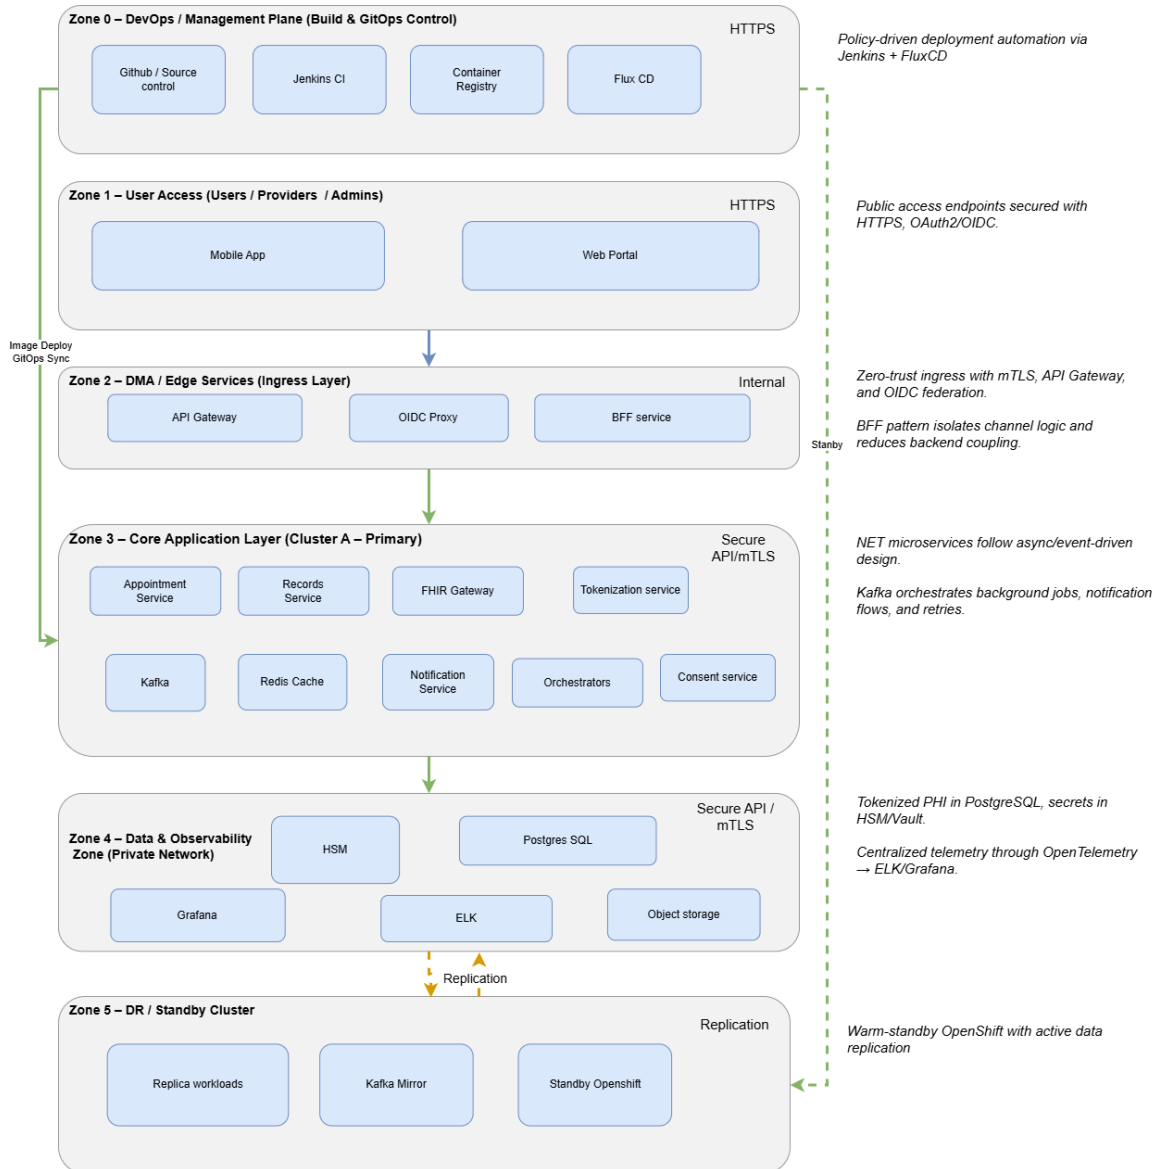 Zone 0 – DevOps / Management Plane (Build & GitOps Control)
HTTPS
Github / Source
control
Jenkins CI
Container
Registry
Flux CD
Policy-driven deployment automation via
Jenkins + FluxCD
Zone 1 – User Access (Users / Providers / Admins)
HTTPS
Mobile App
Web Portal
Public access endpoints secured with
HTTPS, OAuth2/OIDC.
Image Deploy
GitOps Sync
Zone 2 – DMA / Edge Services (Ingress Layer)
Internal
API Gateway
OIDC Proxy
BFF service
Zero-trust ingress with mTLS, API Gateway,
and OIDC federation.
BFF pattern isolates channel logic and
reduces backend coupling.
Stanby
Zone 3 – Core Application Layer (Cluster A – Primary)
Secure
API/mTLS
Appointment
Service
Records
Service
FHIR Gateway
Tokenization service
Kafka
Redis Cache
Notification
Service
Orchestrators
Consent service
NET microservices follow async/event-driven
design.
Kafka orchestrates background jobs, notification
flows, and retries.
Zone 4 – Data & Observability
Zone (Private Network)
Secure API /
mTLS
HSM
Postgres SQL
Grafana
ELK
Object storage
Tokenized PHI in PostgreSQL, secrets in
HSM/Vault.
Centralized telemetry through OpenTelemetry
→ ELK/Grafana.
Replication
Zone 5 – DR / Standby Cluster
Replication
Replica workloads
Kafka Mirror
Standby Openshift
Warm-standby OpenShift with active data
replication